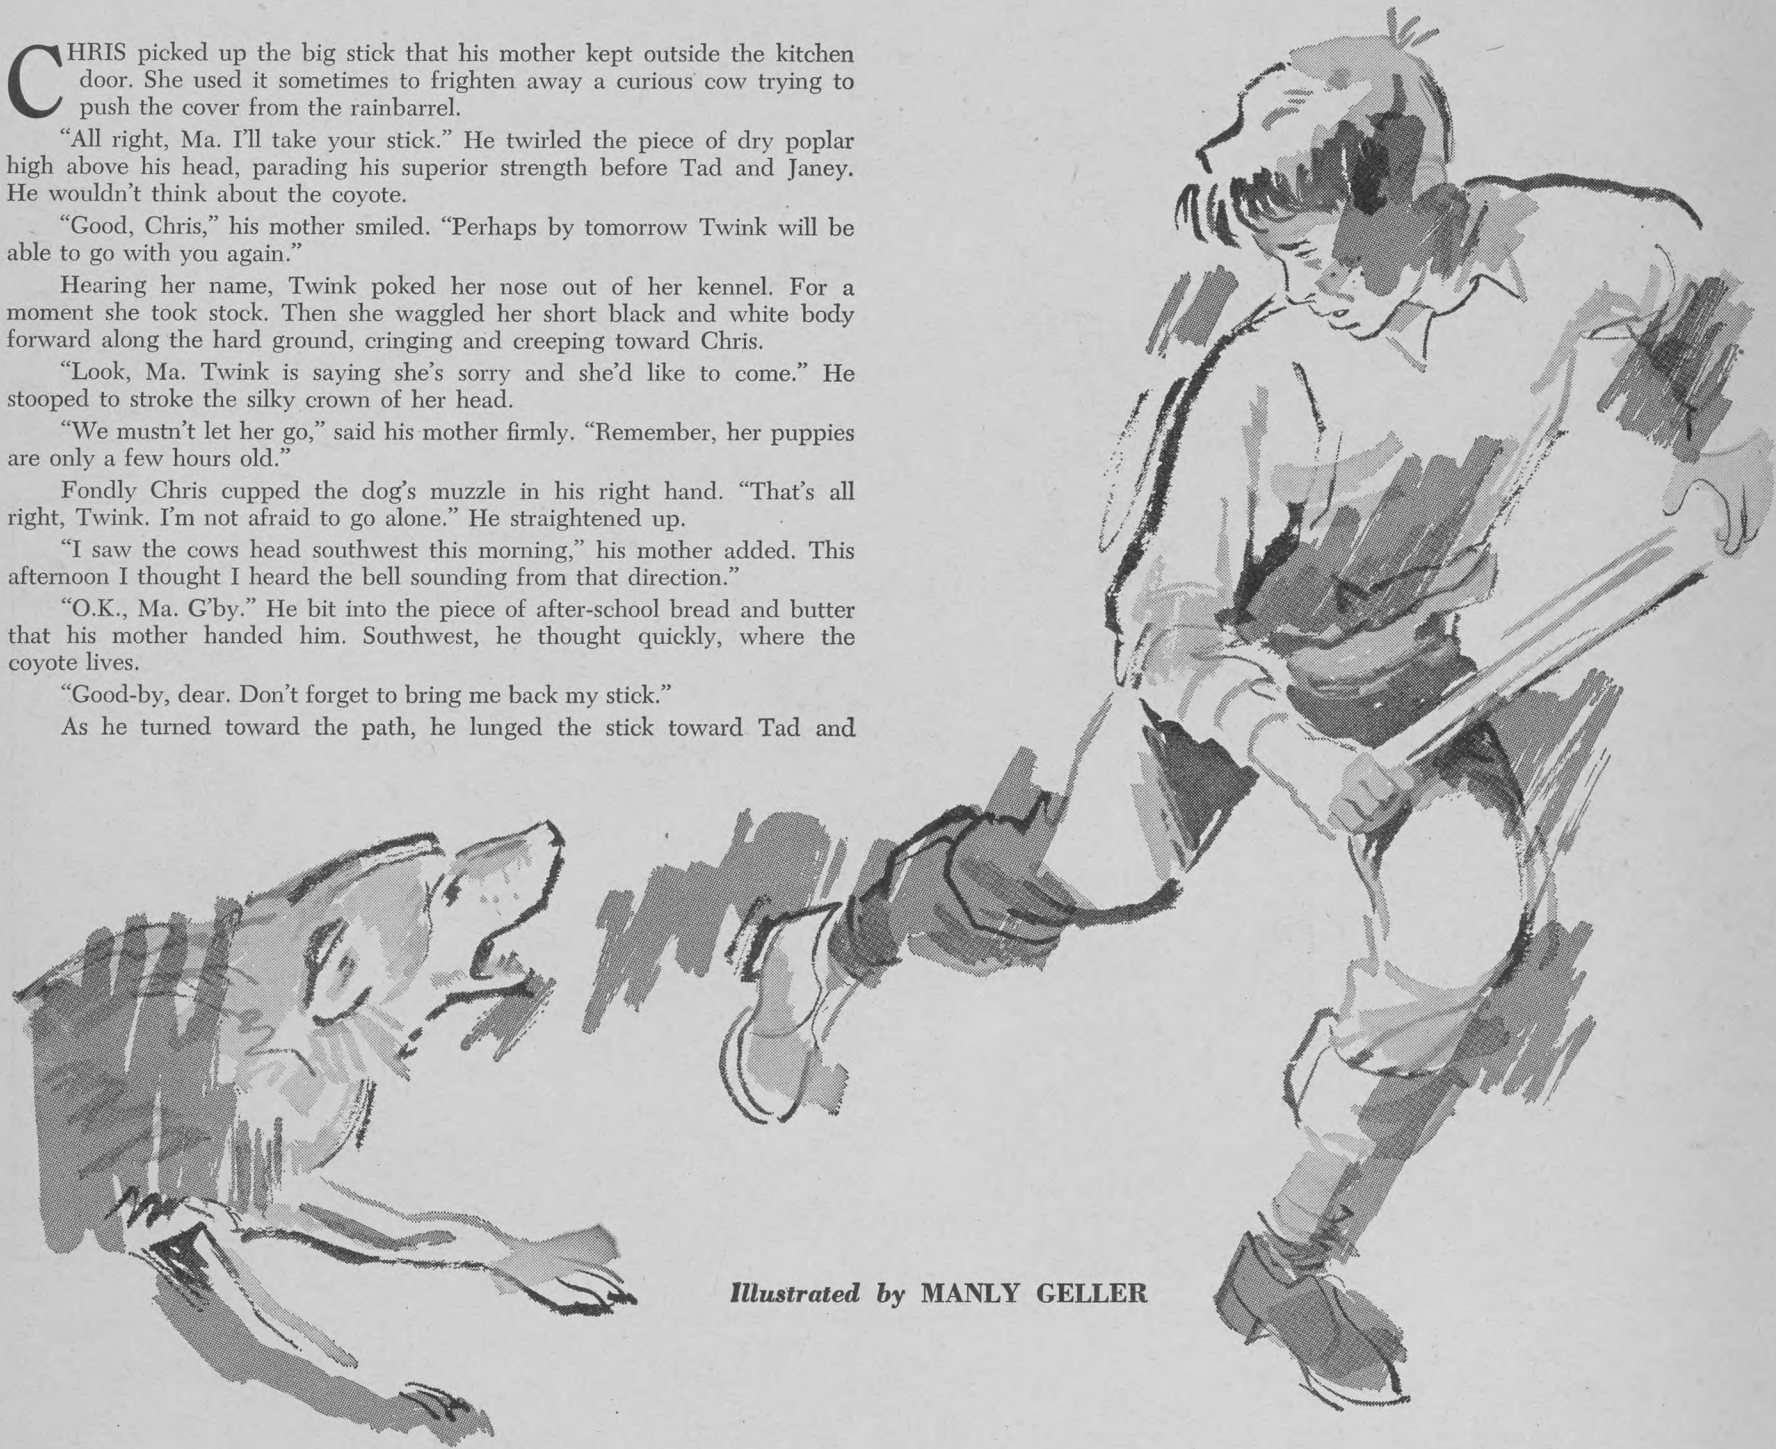 CHRIS picked up the big stick that his mother kept outside the kitchen
door. She used it sometimes to frighten away a curious cow trying to
push the cover from the rainbarrel.
“All right, Ma. I’ll take your stick.” He twirled the piece of dry poplar
high above his head, parading his superior strength before Tad and Janey.
He wouldn’t think about the coyote.
“Good, Chris,” his mother smiled. “Perhaps by tomorrow Twink will be
able to go with you again.”
Hearing her name, Twink poked her nose out of her kennel. For a
moment she took stock. Then she waggled her short black and white body
forward along the hard ground, cringing and creeping toward Chris.
“Look, Ma. Twink is saying she’s sorry and she’d like to come.” He
stooped to stroke the silky crown of her head.
“We mustn’t let her go,” said his mother firmly. “Remember, her puppies
are only a few hours old.”
Fondly Chris cupped the dog’s muzzle in his right hand. “That’s all
right, Twink. I’m not afraid to go alone.” He straightened up.
“I saw the cows head southwest this morning,” his mother added. This
afternoon I thought I heard the bell sounding from that direction.”
“O.K., Ma. G’by.” He bit into the piece of after-school bread and butter
that his mother handed him. Southwest, he thought quickly, where the
coyote lives.
“Good-by, dear. Don’t forget to bring me back my stick.”
As he turned toward the path, he lunged the stick toward Tad and
Illustrated by MANLY GELLER